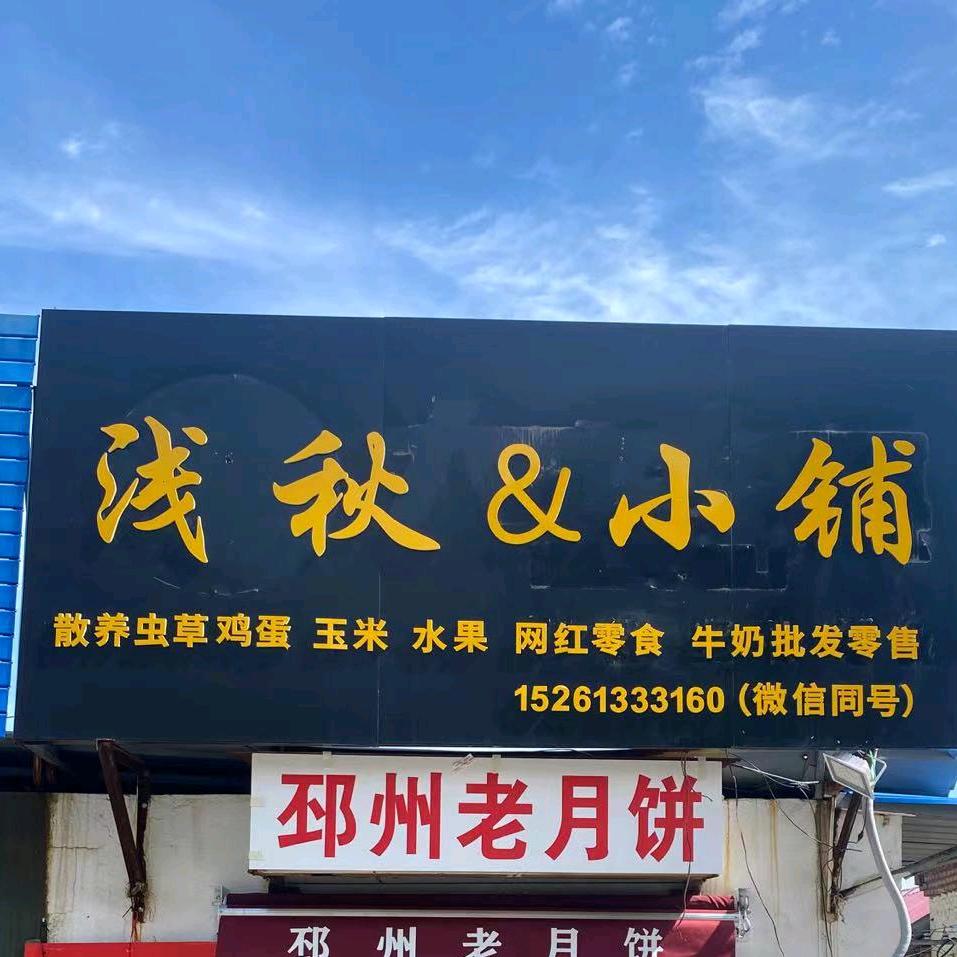 浅秋&小铺
散养虫草鸡蛋 玉米 水果 网红零食 牛奶批发零售
15261333160(微信同号)
邳州老月饼
邳州老月饼